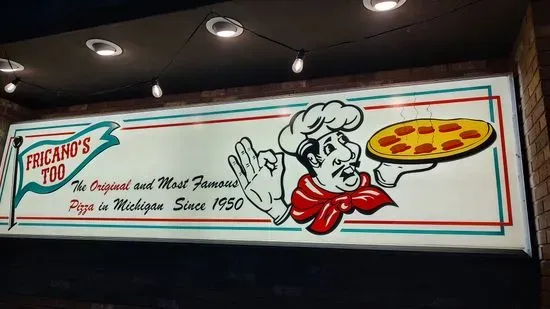 FRICANO'S
TOO
The Original and Most Famous
Pizza in Michigan Since 1950